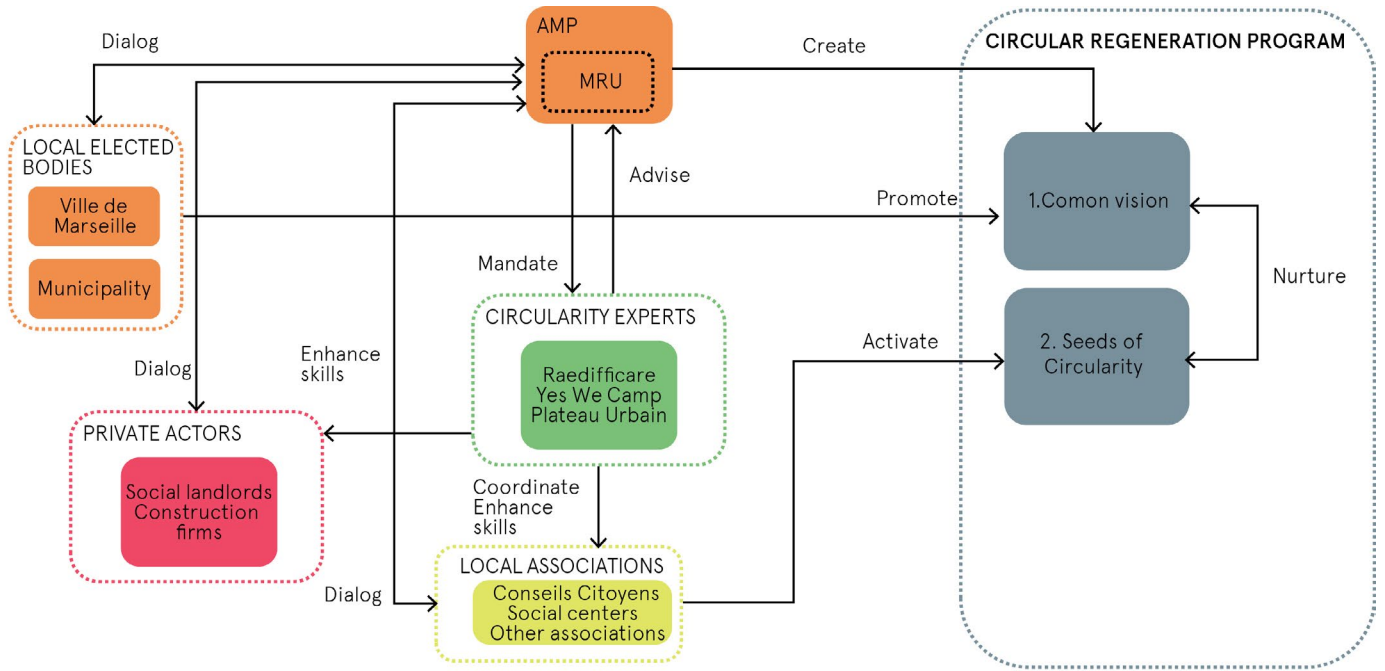 Dialog
AMP
MRU
Create
CIRCULAR REGENERATION PROGRAM
LOCAL ELECTED
BODIES
Ville de
Marseille
Municipality
Advise
Promote
1.Comon vision
Mandate
Nurture
CIRCULARITY EXPERTS
Raedifficare
Yes We Camp
Plateau Urbain
Activate
2. Seeds of
Circularity
Dialog
Enhance
skills
PRIVATE ACTORS
Social landlords
Construction
firms
Coordinate
Enhance
skills
LOCAL ASSOCIATIONS
Conseils Citoyens
Social centers
Other associations
Dialog